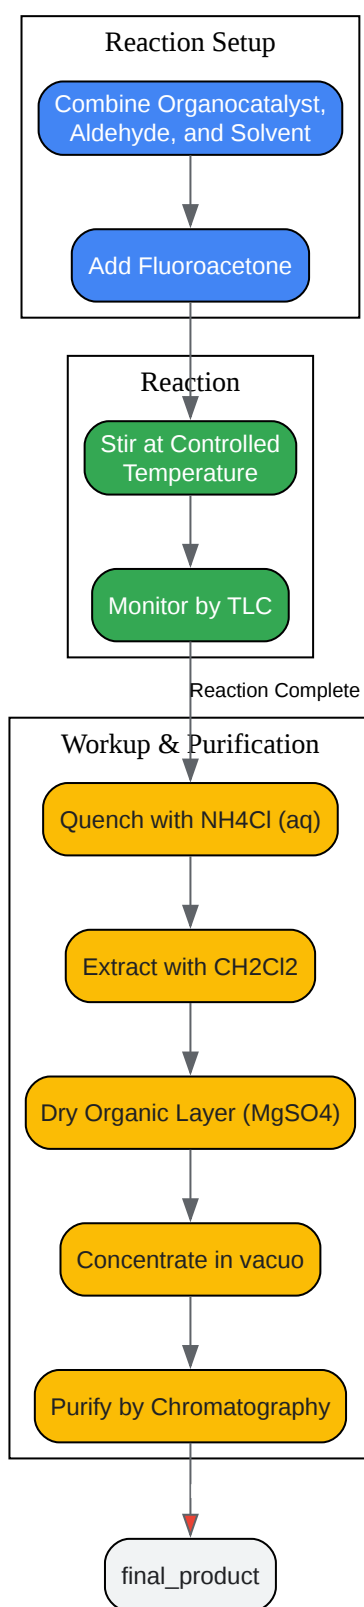 Reaction Setup
Combine Organocatalyst,
Aldehyde, and Solvent
Add Fluoroacetone
Reaction
Stir at Controlled
Temperature
Monitor by TLC
Reaction Complete
Workup & Purification
Quench with NH4Cl (aq)
Extract with CH2Cl2
Dry Organic Layer (MgSO4)
Concentrate in vacuo
Purify by Chromatography
final_product